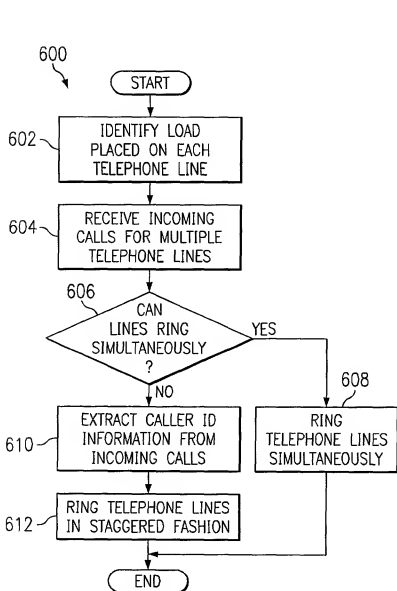 600
START
602
IDENTIFY LOAD
PLACED ON EACH
TELEPHONE LINE
604
RECEIVE INCOMING
CALLS FOR MULTIPLE
TELEPHONE LINES
606
CAN
LINES RING
SIMULTANEOUSLY
?
YES
NO
608
RING
TELEPHONE LINES
SIMULTANEOUSLY
610
EXTRACT CALLER ID
INFORMATION FROM
INCOMING CALLS
612
RING TELEPHONE LINES
IN STAGGERED FASHION
END